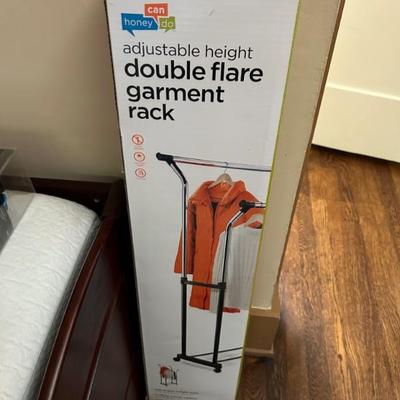 can
honey do
adjustable height
double flare
garment
rack